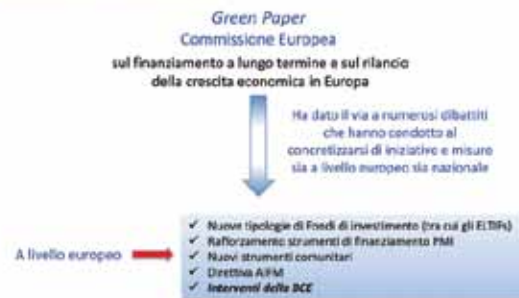 Green Paper
Commissione Europea
sul finanziamento a lungo termine e sul rilancio
della crescita economica in Europa
Ha dato il via a numerosi dibattiti
che hanno condotto al
concretizzarsi di iniziative e misure
sia a livello europeo sia nazionale
A livello europeo
✓ Nuove tipologie di Fondi di investimento (tra cui gli ELTIFs)
✓ Rafforzamento strumenti di finanziamento PMI
✓ Nuovi strumenti comunitari
✓ Direttiva AIFM
✓ Interventi della BCE